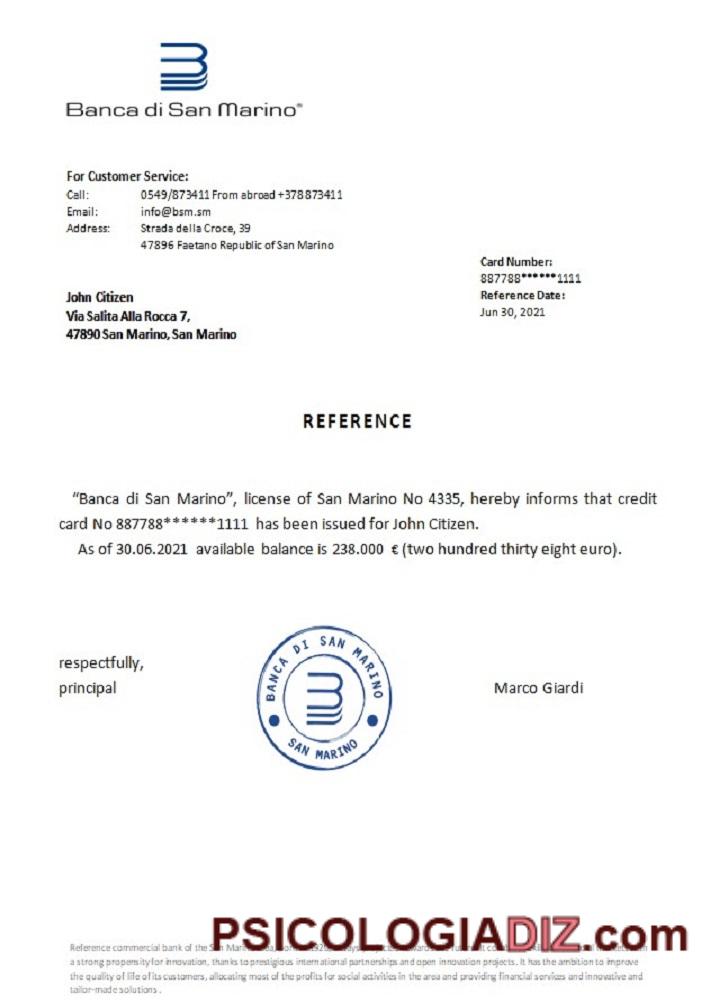 Banca di San Marino®
For Customer Service:
Call: 0549/873411 From abroad +378873411
Email: info@bsm.sm
Address: Strada della Croce, 39
47896 Faetano Republic of San Marino
Card Number:
887788******1111
Reference Date:
Jun 30, 2021
John Citizen
Via Salita Alla Rocca 7,
47890 San Marino, San Marino
REFERENCE
“Banca di San Marino”, license of San Marino No 4335, hereby informs that credit
card No 887788******1111 has been issued for John Citizen.
As of 30.06.2021 available balance is 238.000 € (two hundred thirty eight euro).
respectfully,
principal
BANCA DI SAN MARINO
SAN MARINO
Marco Giardi
PSICOLOGIADIZ.com
Reference commercial bank of the San
a strong propensity for innovation, thanks to prestigious international partnerships and open innovation projects. It has the ambition to improve
the quality of life of its customers, allocating most of the profits for social activities in the area and providing financial services and innovative and
tailor-made solutions .